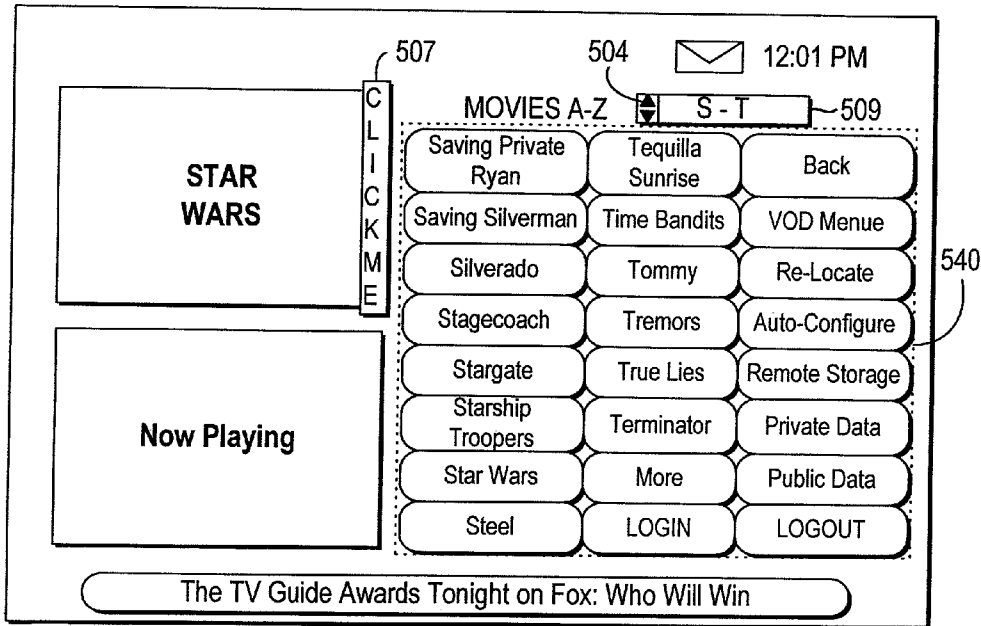 507
504
12:01 PM
CLICK ME
MOVIES A-Z
S - T
509
STAR
WARS
Saving Private
Ryan
Tequilla
Sunrise
Back
Saving Silverman
Time Bandits
VOD Menue
Silverado
Tommy
Re-Locate
540
Stagecoach
Tremors
Auto-Configure
Stargate
True Lies
Remote Storage
Now Playing
Starship
Troopers
Terminator
Private Data
Star Wars
More
Public Data
Steel
LOGIN
LOGOUT
The TV Guide Awards Tonight on Fox: Who Will Win